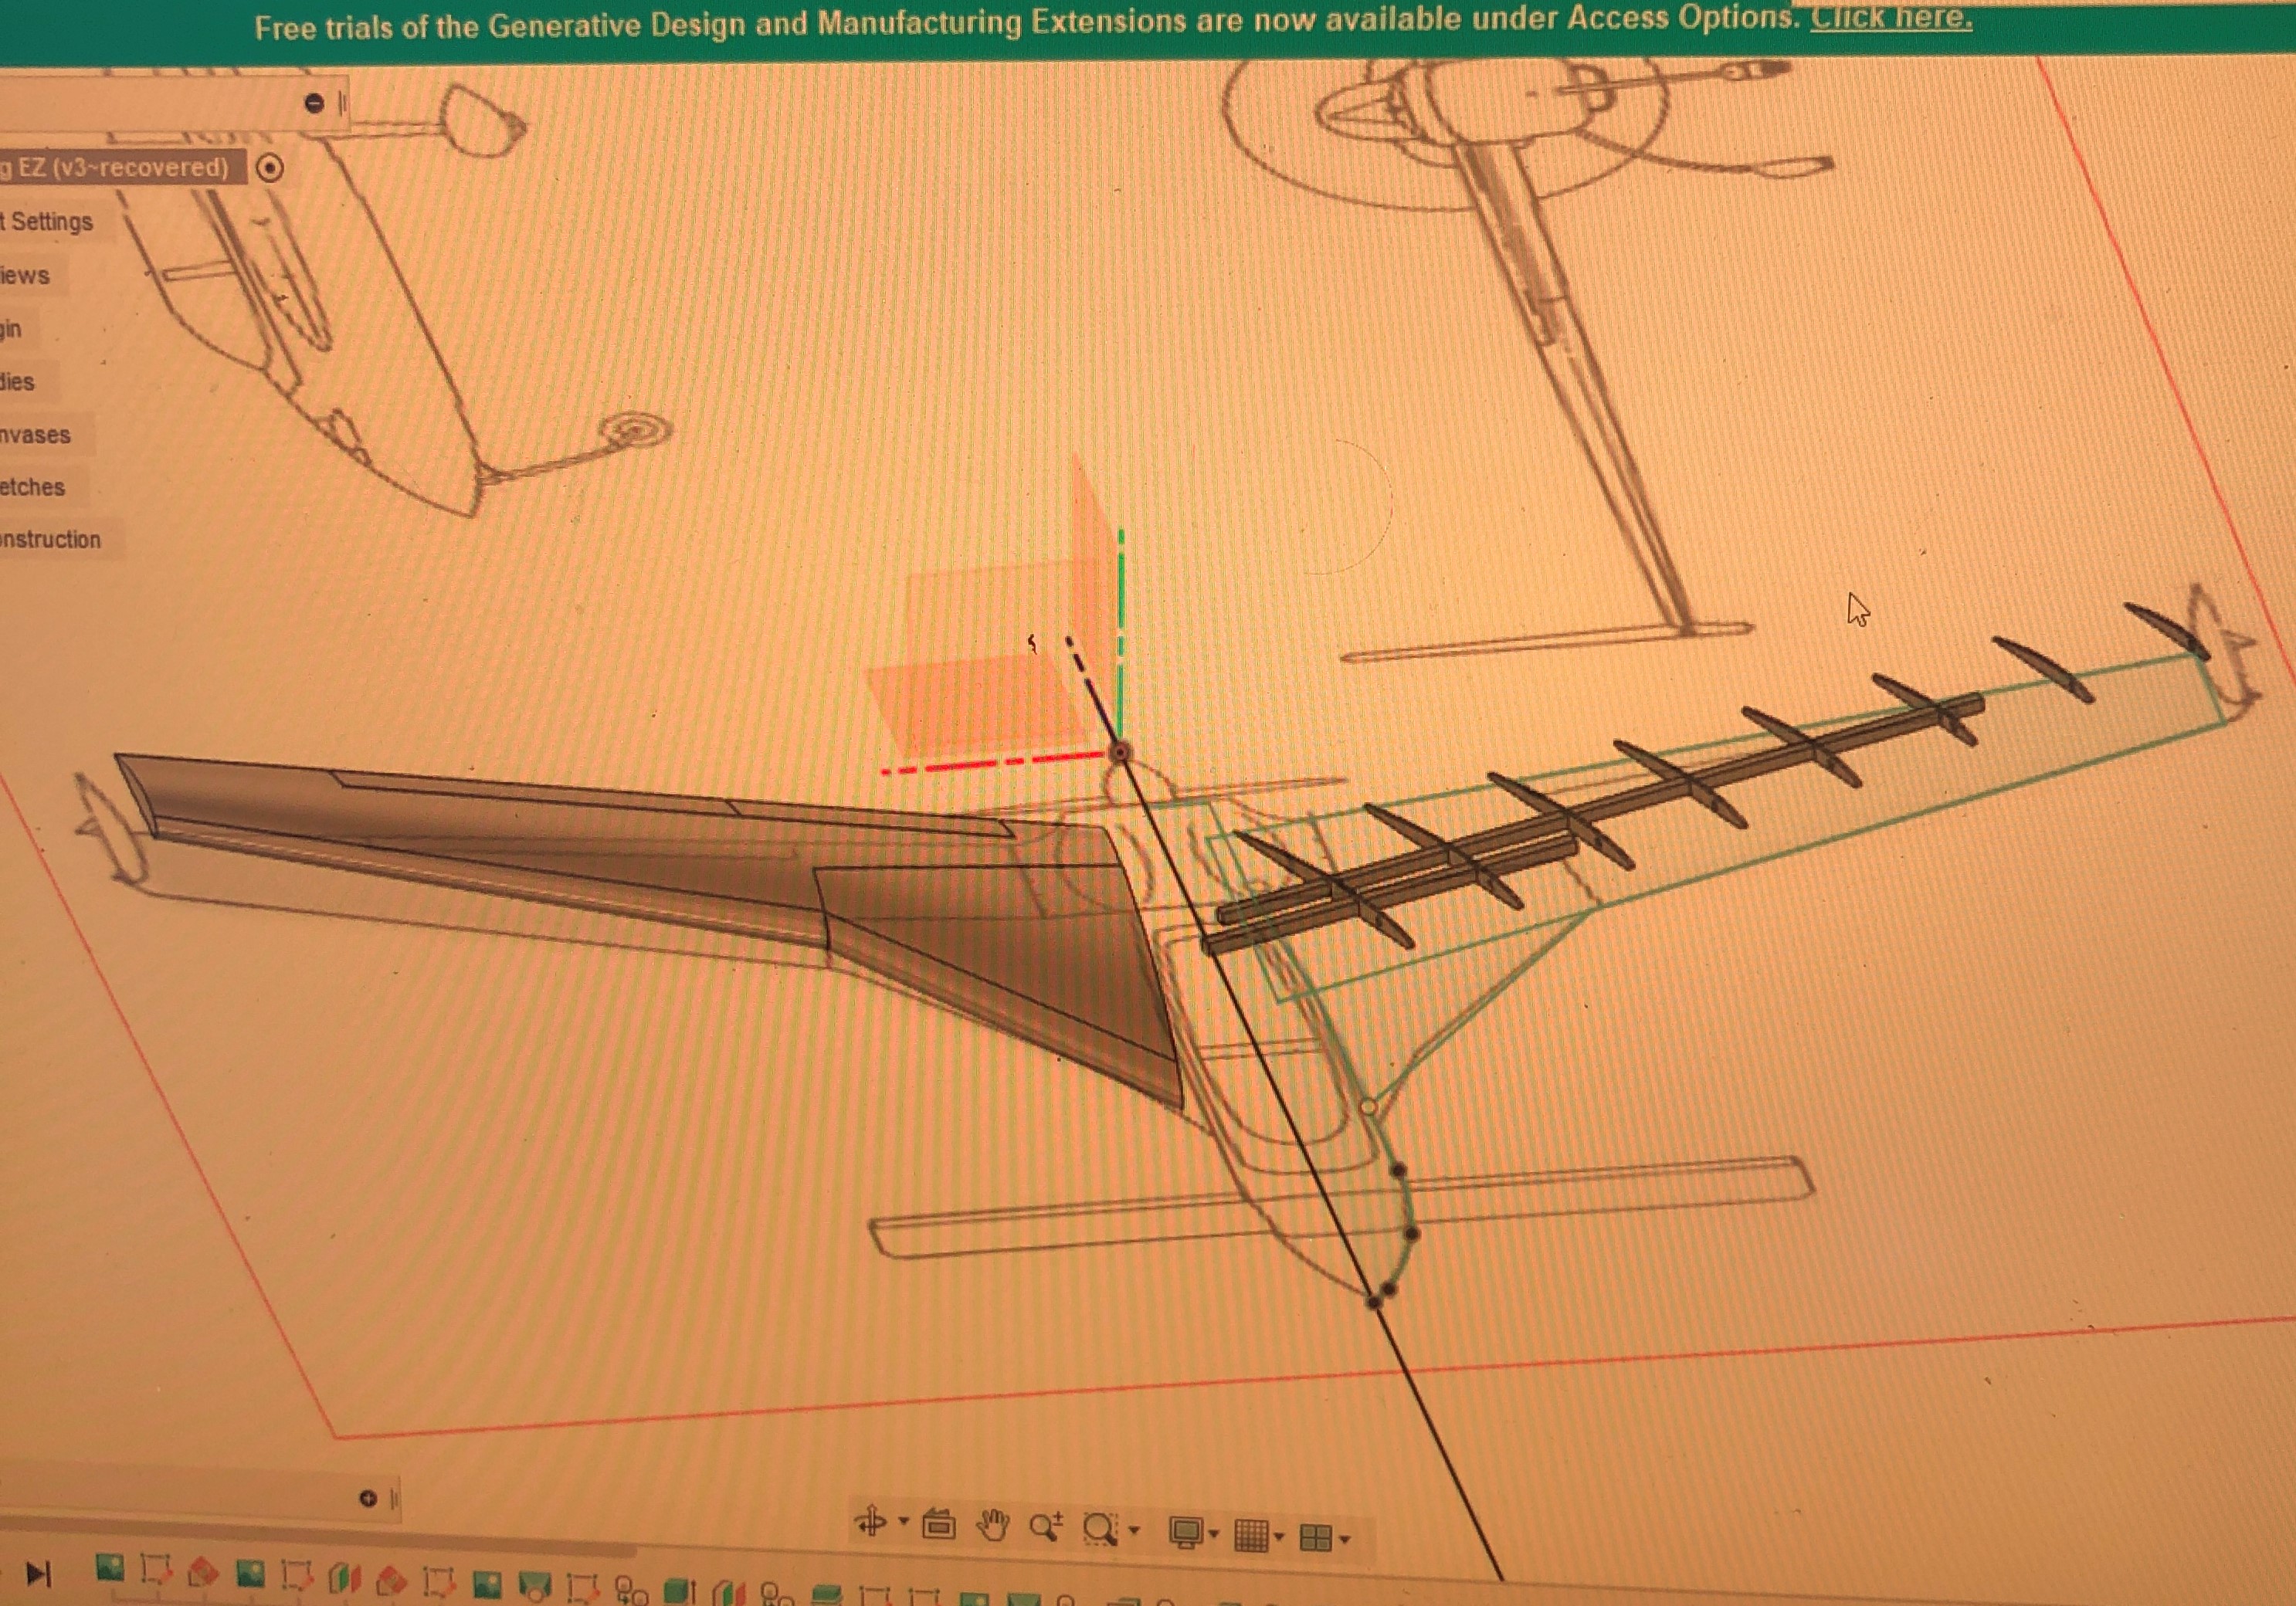 Free trials of the Generative Design and Manufacturing Extensions are now available under Access Options. Click here.
g EZ (v3~recovered)
t Settings
iews
gin
dies
nvases
etches
onstruction